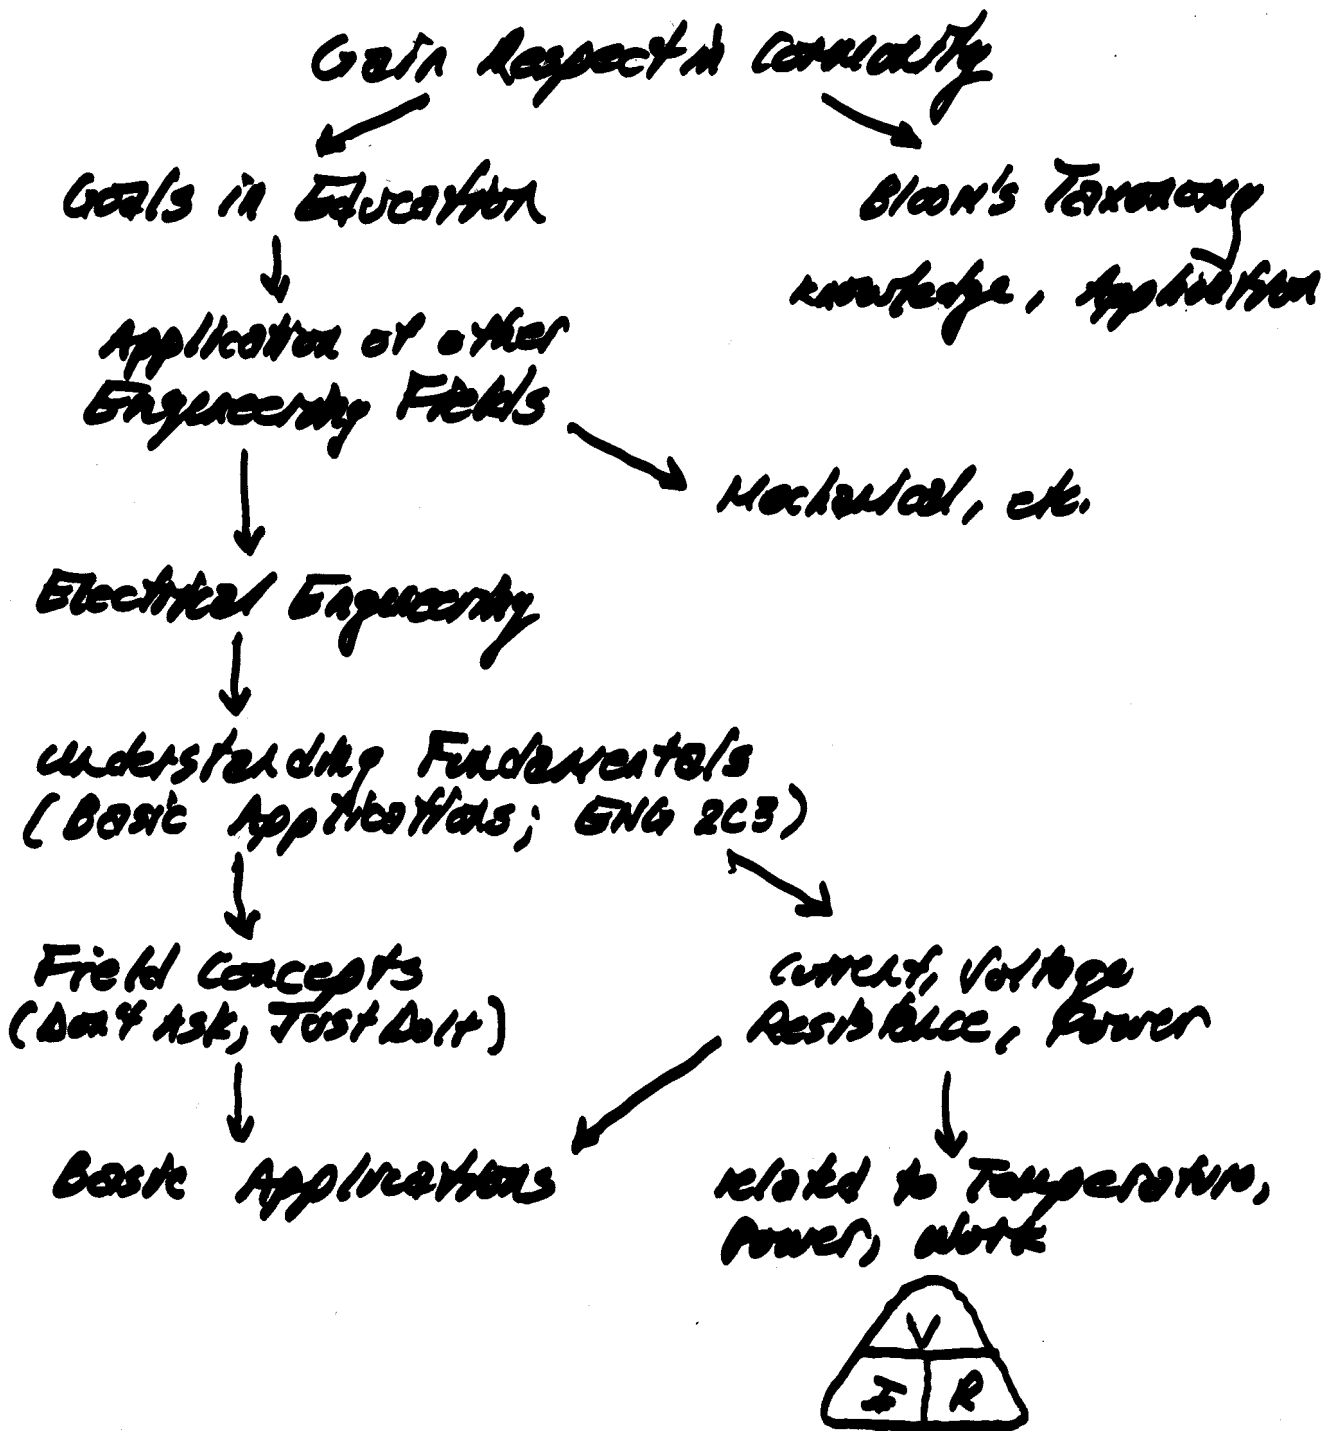 Gain Respect in Community
Goals in Education
Bloom's Taxonomy
Knowledge, Application
Application of other
Engineering Fields
Mechanical, etc.
Electrical Engineering
Understanding Fundamentals
(Basic Applications; ENG 2C3)
Field Concepts
(Don't Ask, Just Do It)
Current, Voltage
Resistance, Power
Basic Applications
related to Temperature,
Power, Work
V
I R